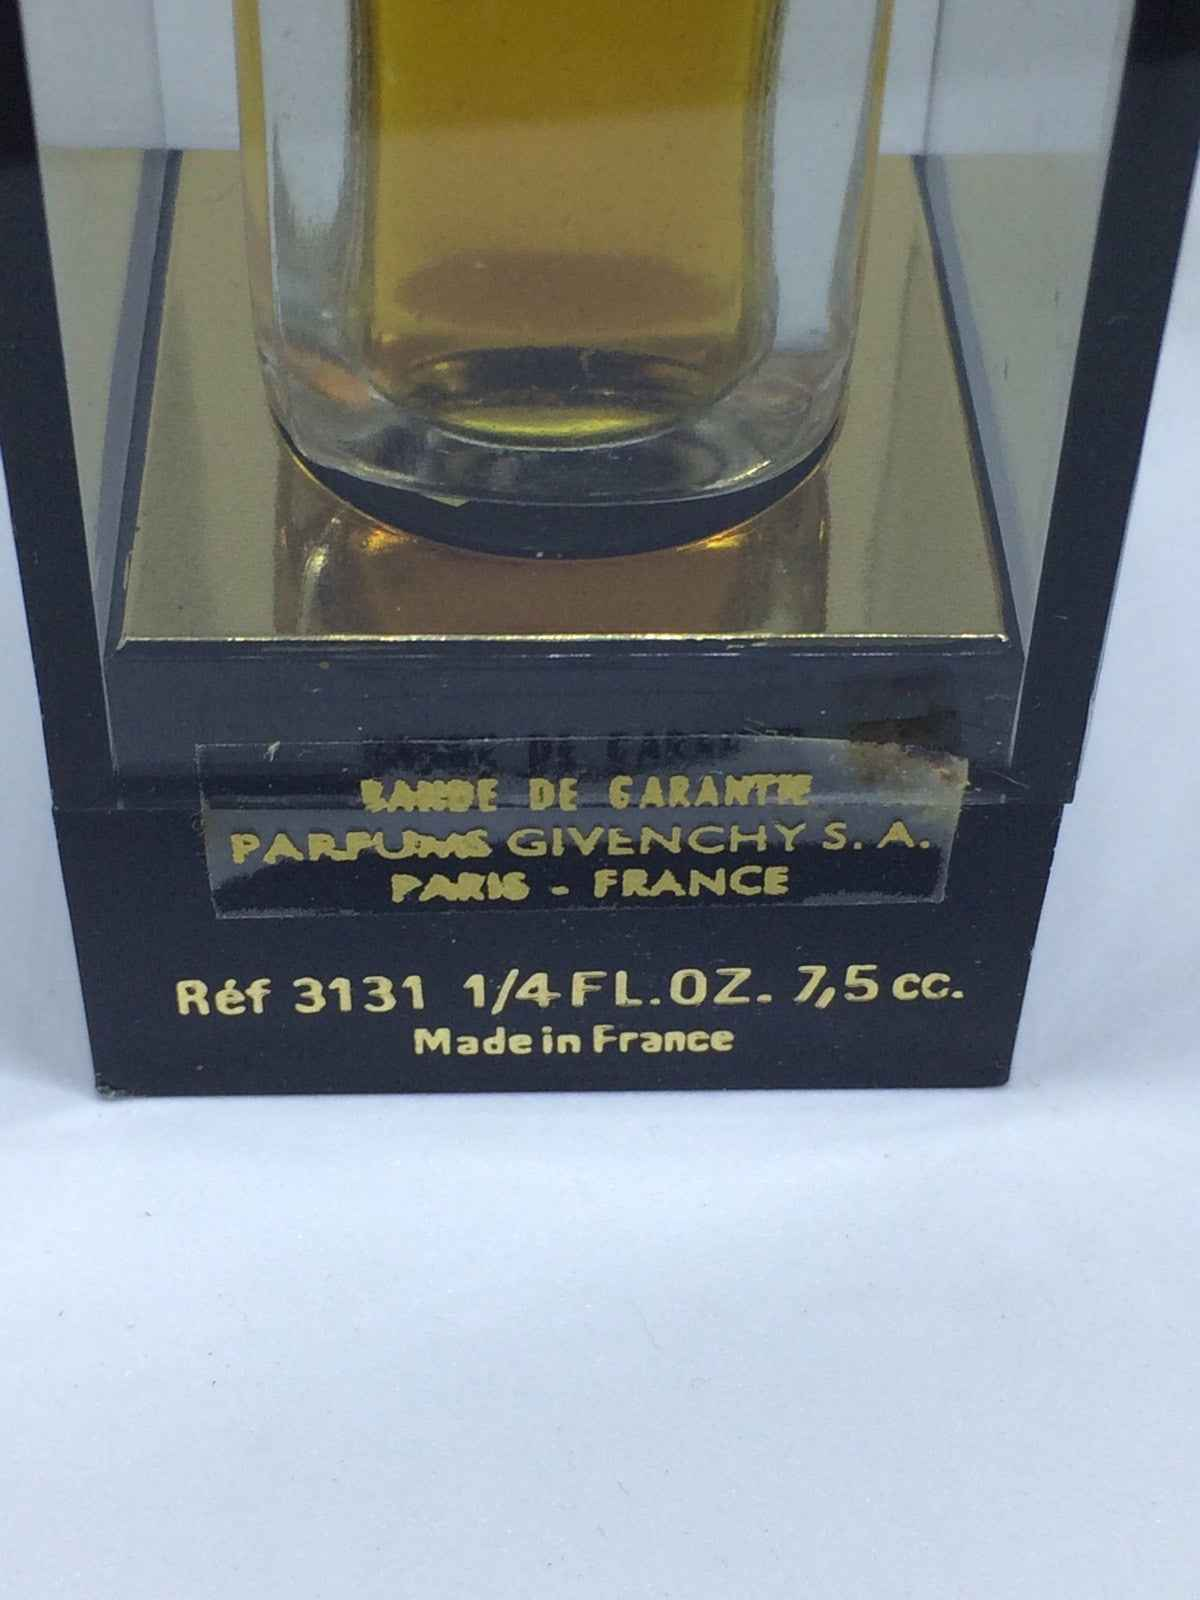 BANDE DE GARANTIE
PARFUMS GIVENCHY S. A.
PARIS - FRANCE
Réf 3131 1/4 FL.OZ. 7,5 cc.
Made in France